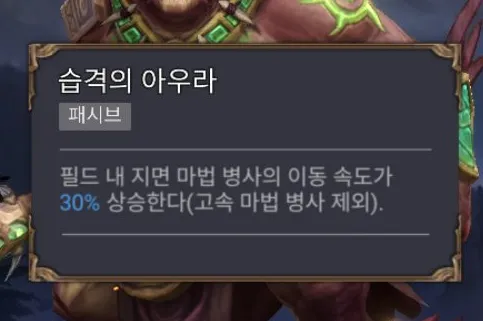 습격의 아우라
패시브
필드 내 지면 마법 병사의 이동 속도가
30% 상승한다(고속 마법 병사 제외).